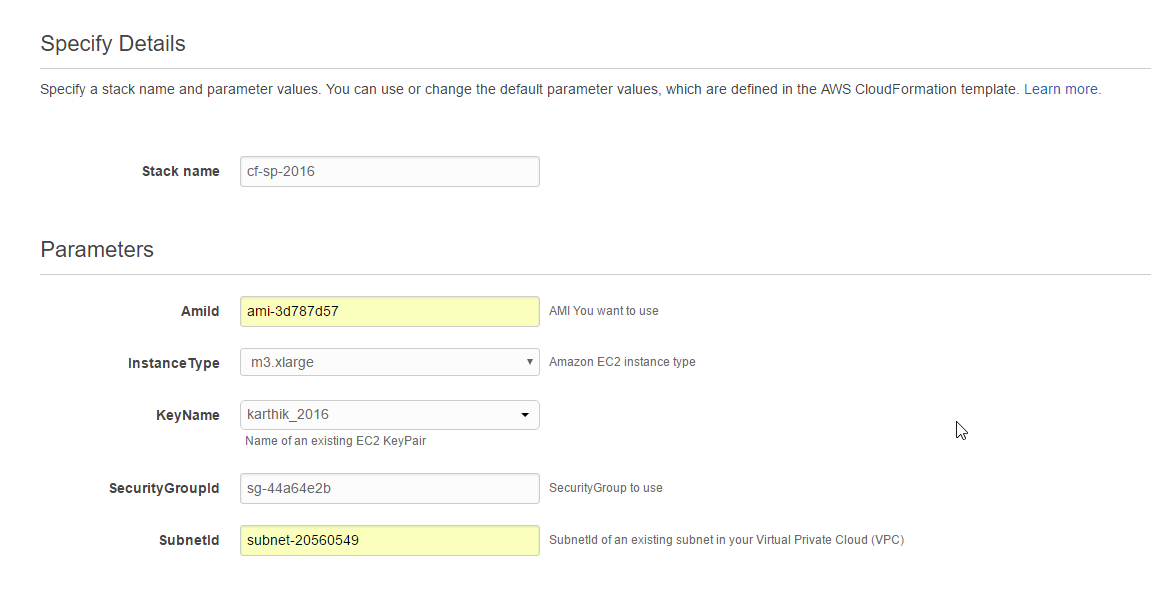 Specify Details
Specify a stack name and parameter values. You can use or change the default parameter values, which are defined in the AWS CloudFormation template. Learn more.
Stack name cf-sp-2016
Parameters
AmiId ami-3d787d57 AMI You want to use
InstanceType m3.xlarge Amazon EC2 instance type
KeyName karthik_2016
Name of an existing EC2 KeyPair
SecurityGroupId sg-44a64e2b SecurityGroup to use
SubnetId subnet-20560549 SubnetId of an existing subnet in your Virtual Private Cloud (VPC)